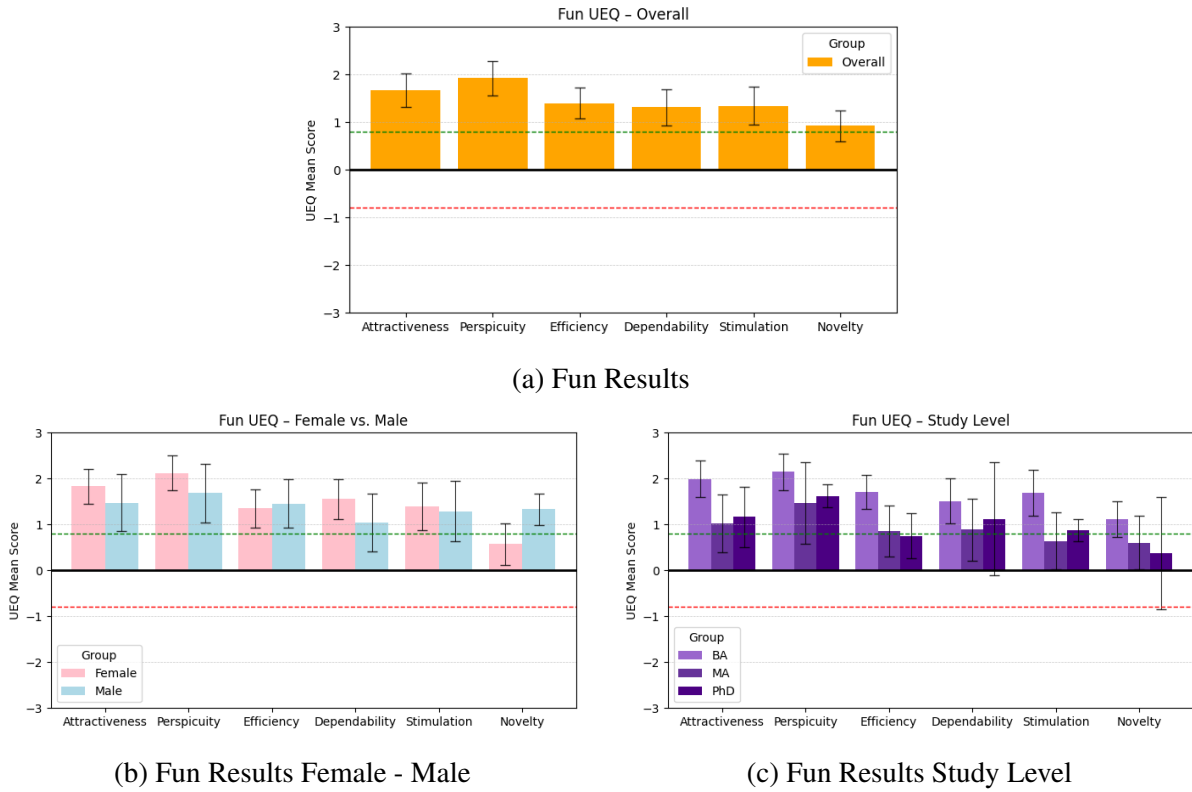 Fun UEQ – Overall
UEQ Mean Score
3
2
1
0
−1
−2
−3
Group
Overall
Attractiveness Perspicuity Efficiency Dependability Stimulation Novelty
(a) Fun Results
Fun UEQ – Female vs. Male
UEQ Mean Score
3
2
1
0
−1
−2
−3
Group
Female
Male
Attractiveness Perspicuity Efficiency Dependability Stimulation Novelty
(b) Fun Results Female - Male
Fun UEQ – Study Level
UEQ Mean Score
3
2
1
0
−1
−2
−3
Group
BA
MA
PhD
Attractiveness Perspicuity Efficiency Dependability Stimulation Novelty
(c) Fun Results Study Level